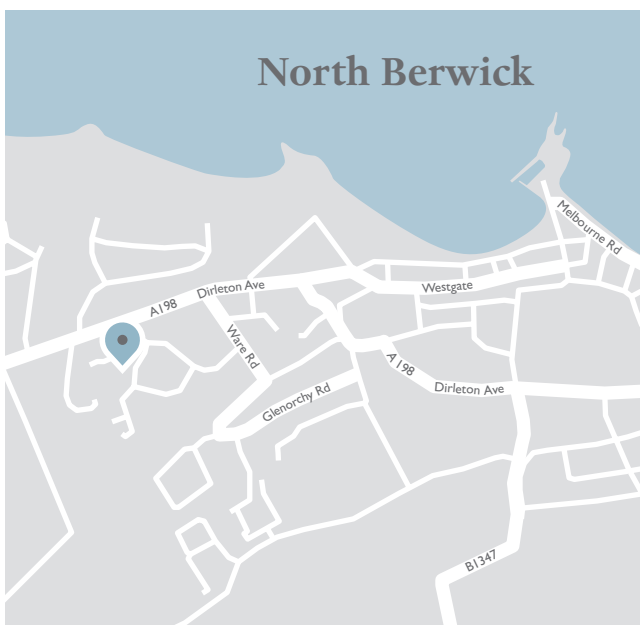 North Berwick
Melbourne Rd
Dirleton Ave
Westgate
A198
Ware Rd
A 198
Glenorchy Rd
Dirleton Ave
B1347